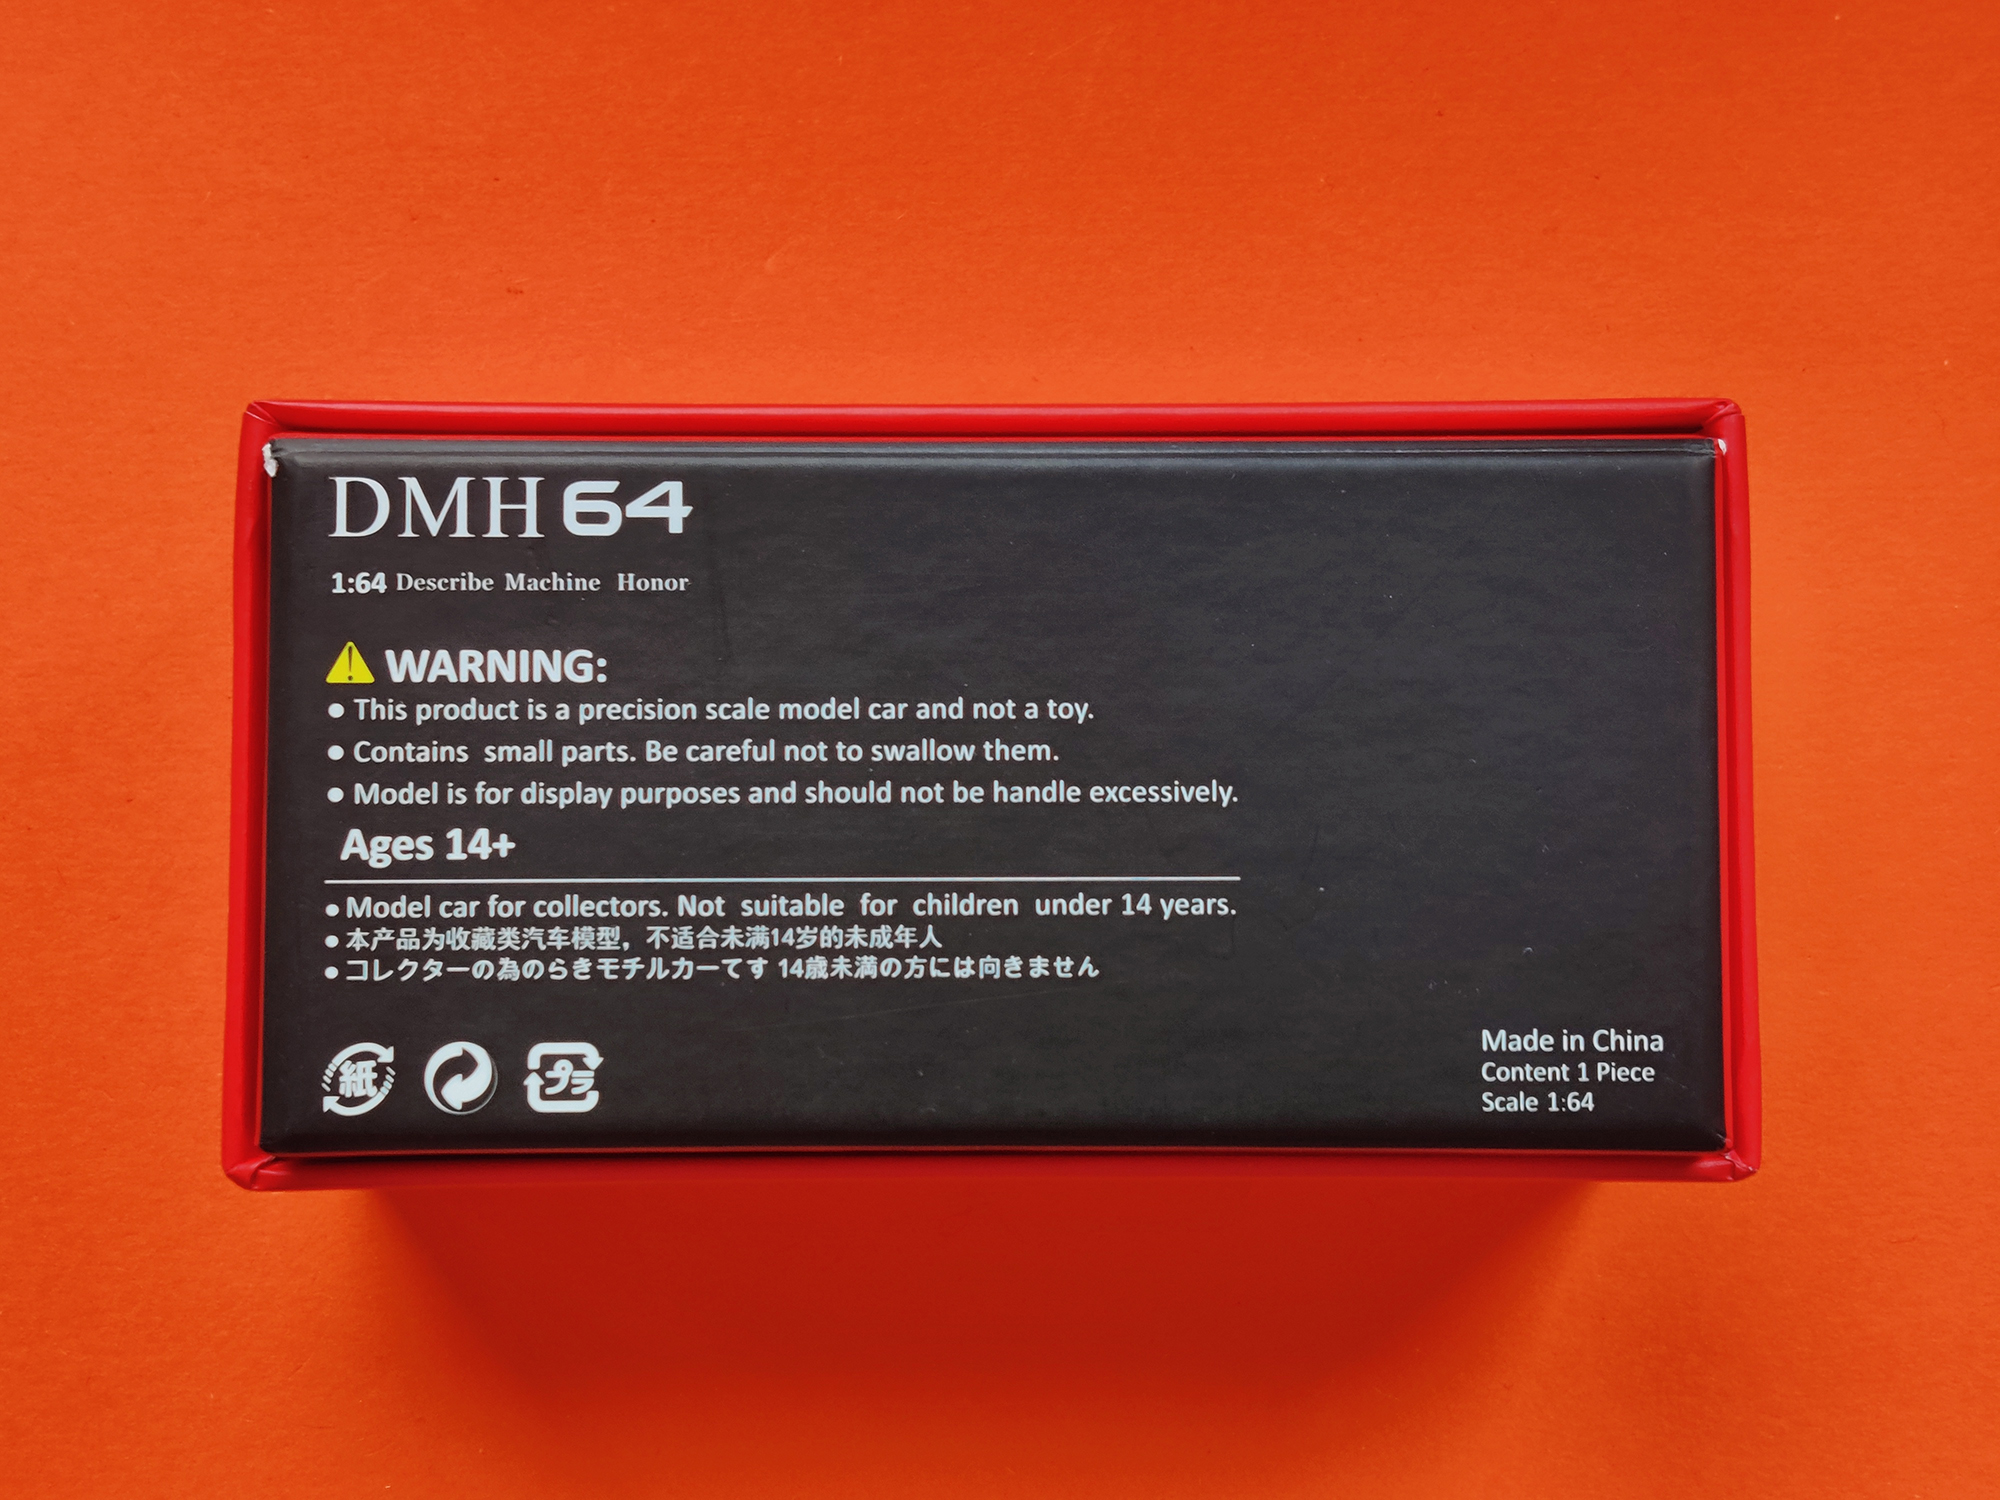 DMH 64
1:64 Describe Machine Honor
WARNING:
● This product is a precision scale model car and not a toy.
● Contains small parts. Be careful not to swallow them.
● Model is for display purposes and should not be handle excessively.
Ages 14+
● Model car for collectors. Not suitable for children under 14 years.
● 本产品为收藏类汽车模型，不适合未满14岁的未成年人
● コレクターの為のらきモチルカーてす 14歳未満の方には向きません
紙
プラ
Made in China
Content 1 Piece
Scale 1:64